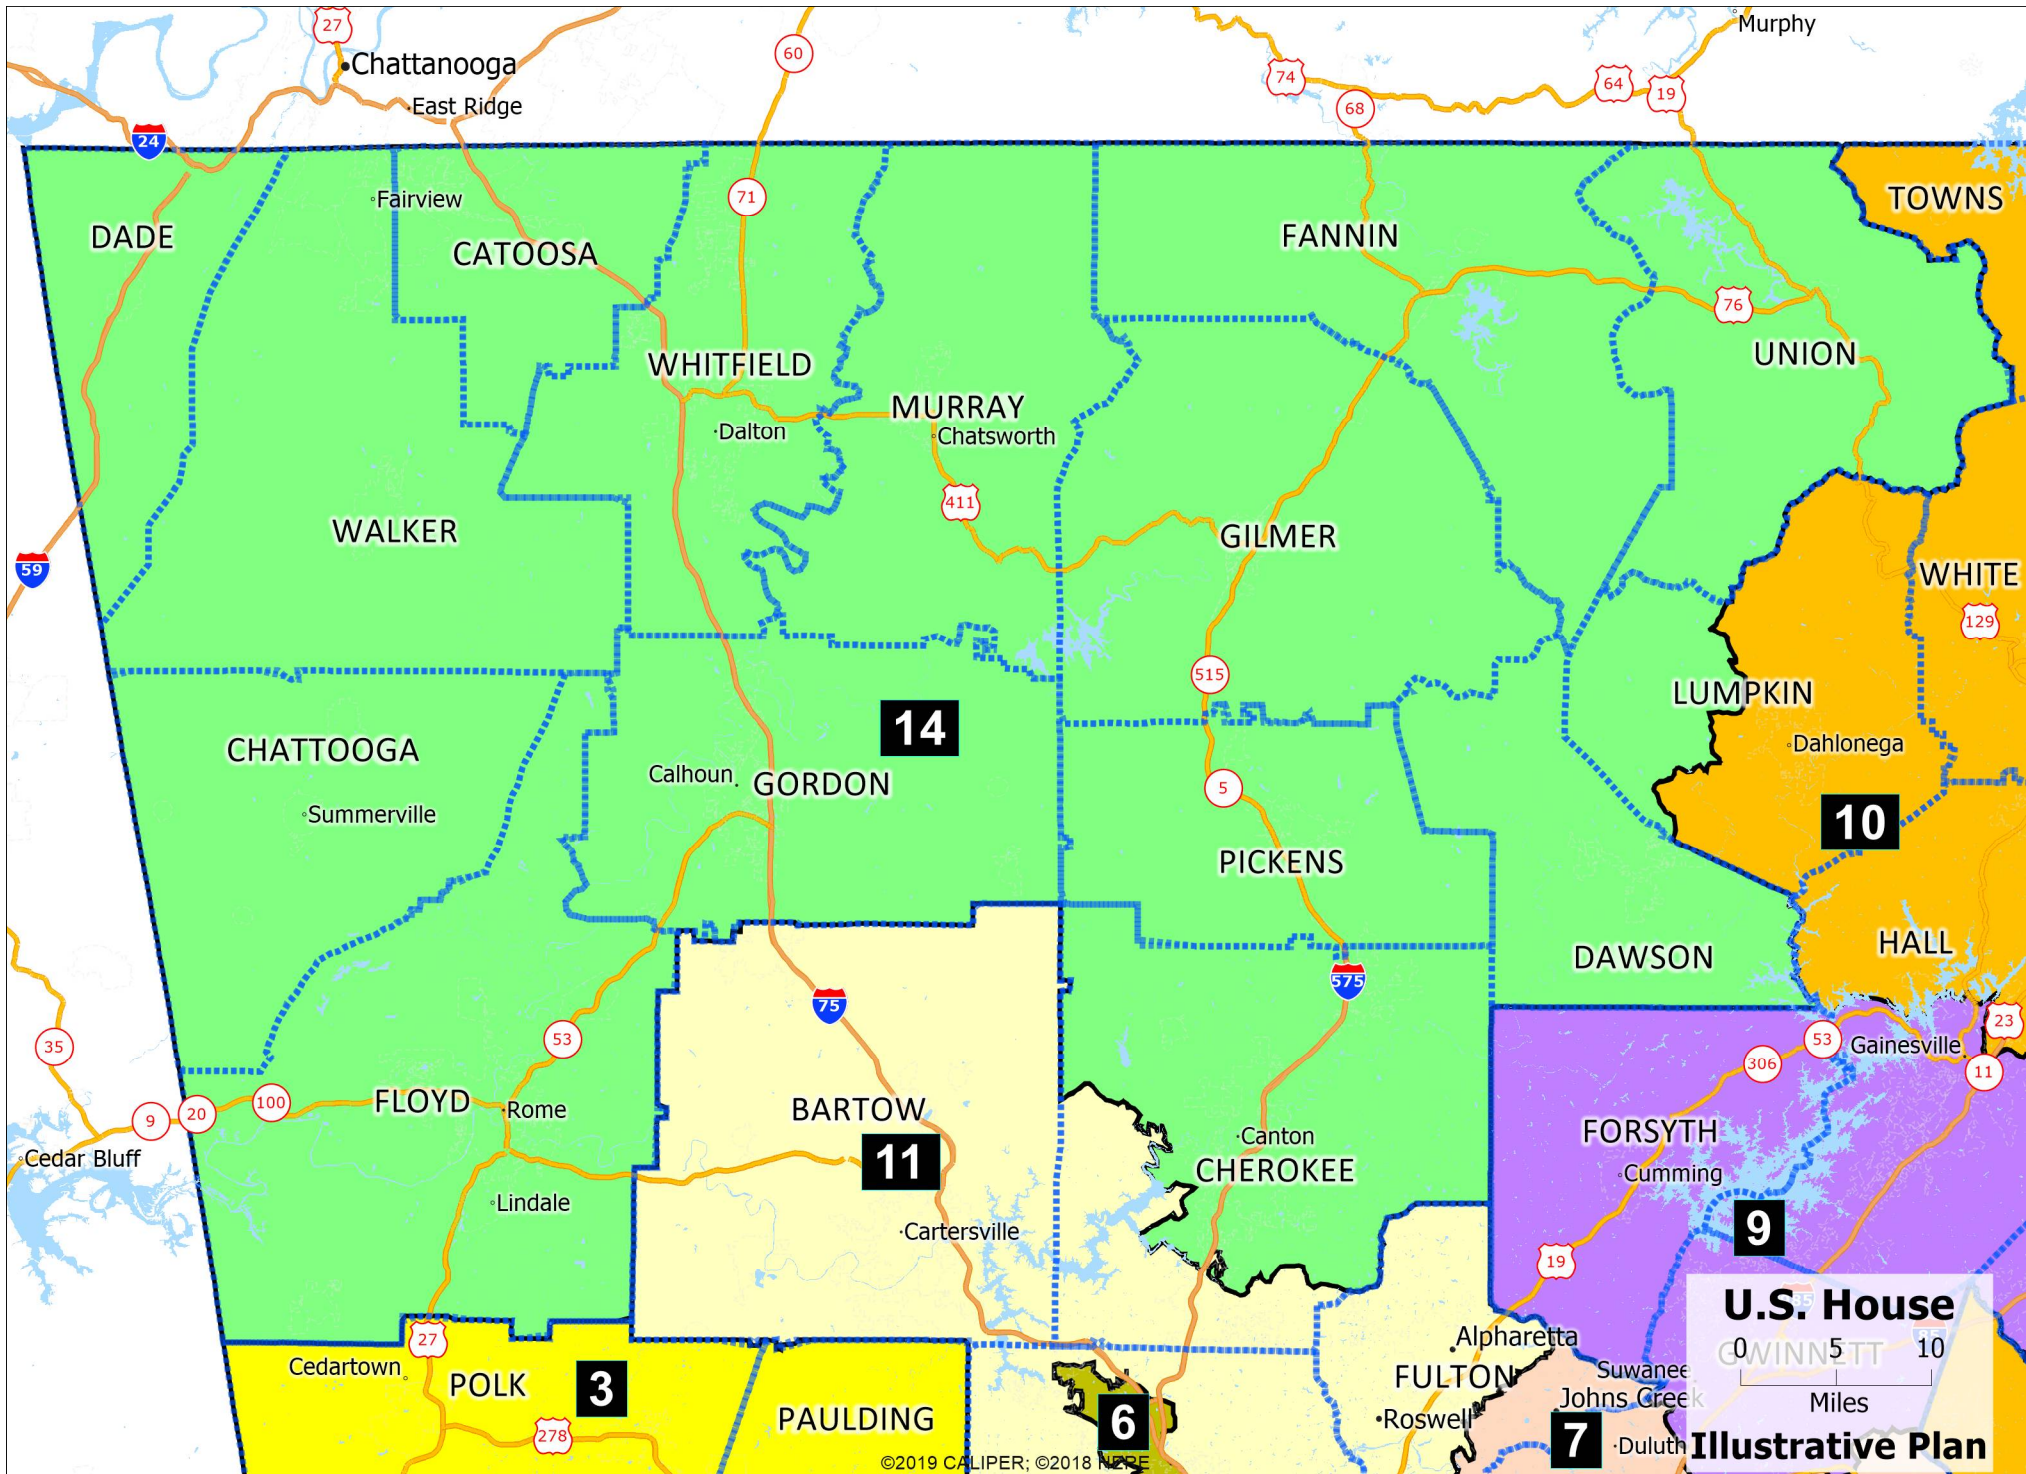 27
Murphy
60
Chattanooga
74
64
19
East Ridge
68
24
Fairview
71
TOWNS
DADE
FANNIN
CATOOSA
76
WHITFIELD
UNION
MURRAY
Dalton
Chatsworth
411
WALKER
GILMER
59
WHITE
129
515
LUMPKIN
14
CHATTOOGA
Dahlonega
Calhoun
GORDON
5
Summerville
10
PICKENS
HALL
DAWSON
575
75
23
35
53
53
Gainesville
306
11
FLOYD
100
BARTOW
Rome
20
9
FORSYTH
Canton
Cedar Bluff
11
CHEROKEE
Cumming
Lindale
9
Cartersville
19
U.S. House
85
27
Alpharetta
0 5 10
85
GWINNETT
Cedartown
Suwanee
FULTON
POLK
3
Johns Creek
Miles
PAULDING
6
Roswell
278
7
Duluth
Illustrative Plan
©2019 CALIPER; ©2018 HERE